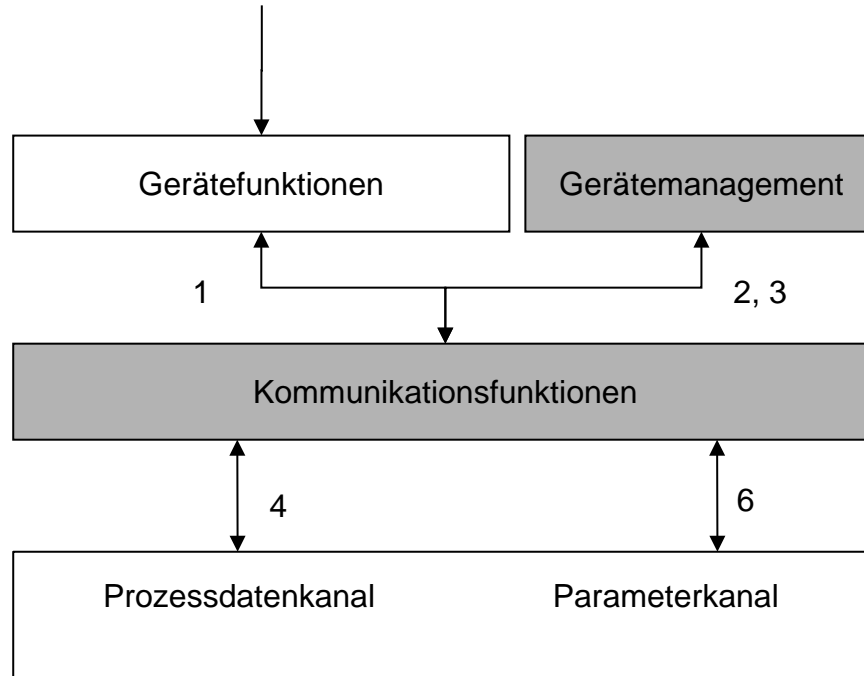 Gerätefunktionen Gerätemanagement
1 2, 3
Kommunikationsfunktionen
4 6
Prozessdatenkanal Parameterkanal